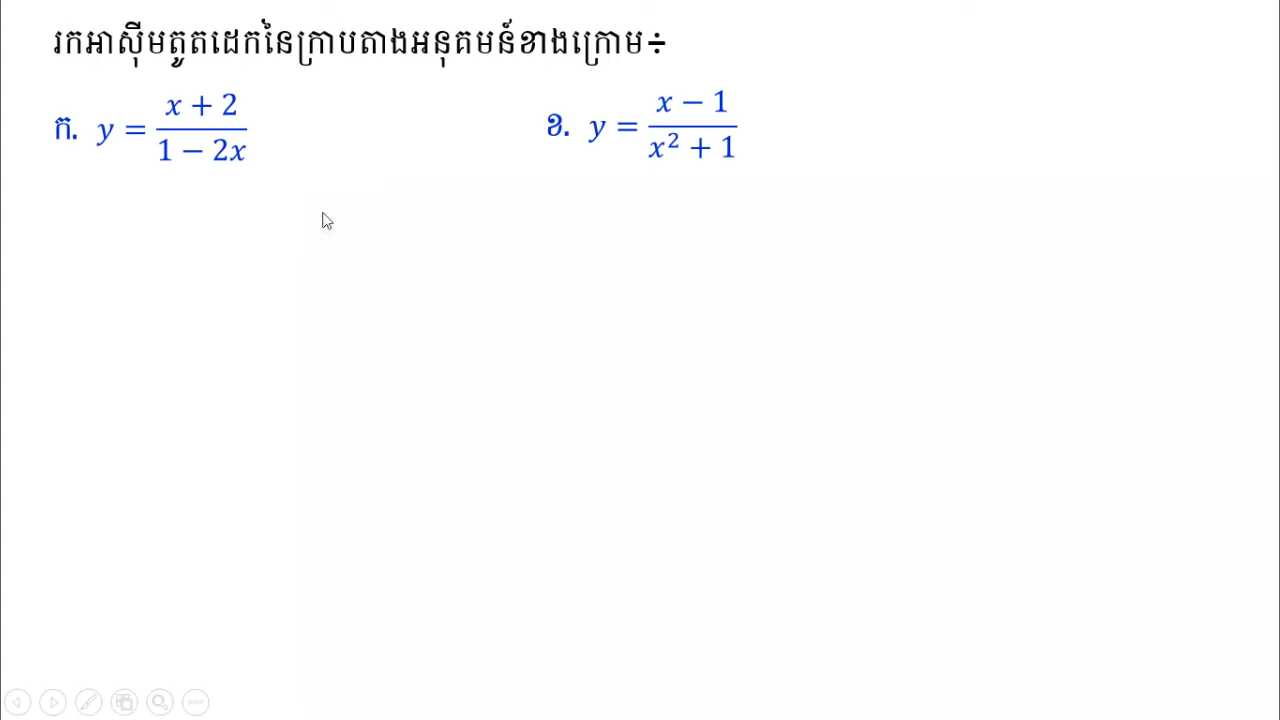 រកអាស៊ីមតូតដេកនៃក្រាបតាងអនុគមន៍ខាងក្រោម៖
ក. y = (x + 2)/(1 − 2x) ខ. y = (x − 1)/(x² + 1)